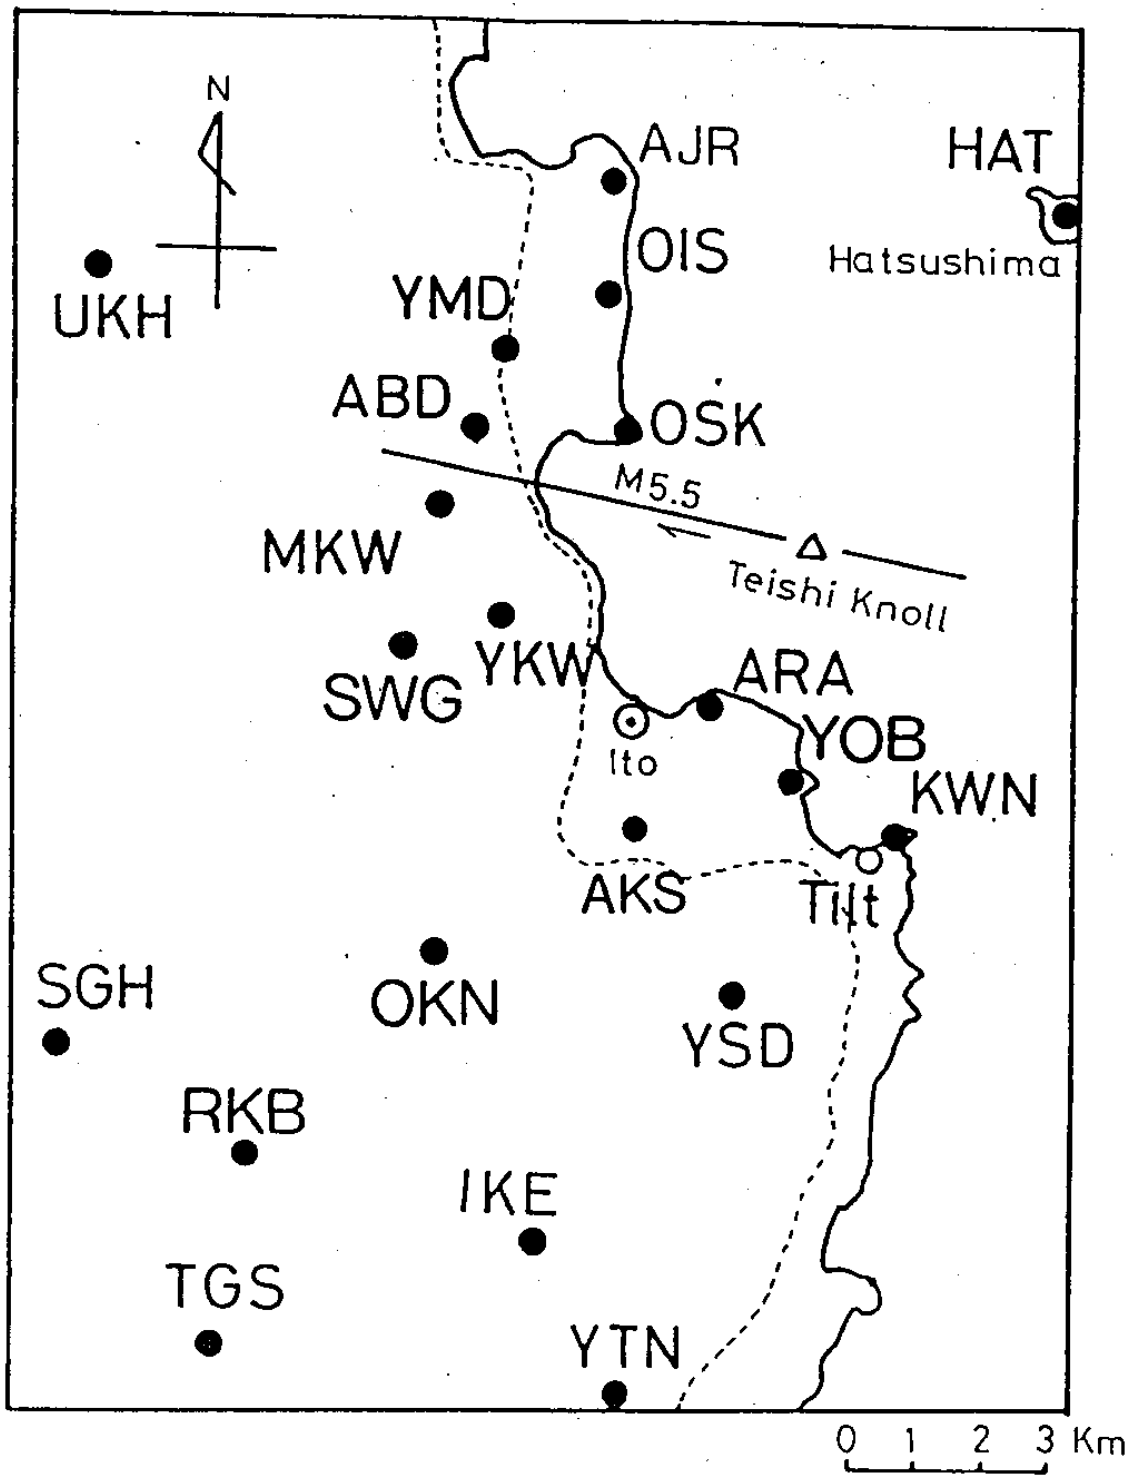 N
AJR
HAT
OIS
Hatsushima
UKH
YMD
ABD
OSK
M5.5
MKW
Teishi Knoll
YKW
SWG
ARA
Ito
YOB
KWN
AKS
Tilt
SGH
OKN
YSD
RKB
IKE
TGS
YTN
0 1 2 3 Km